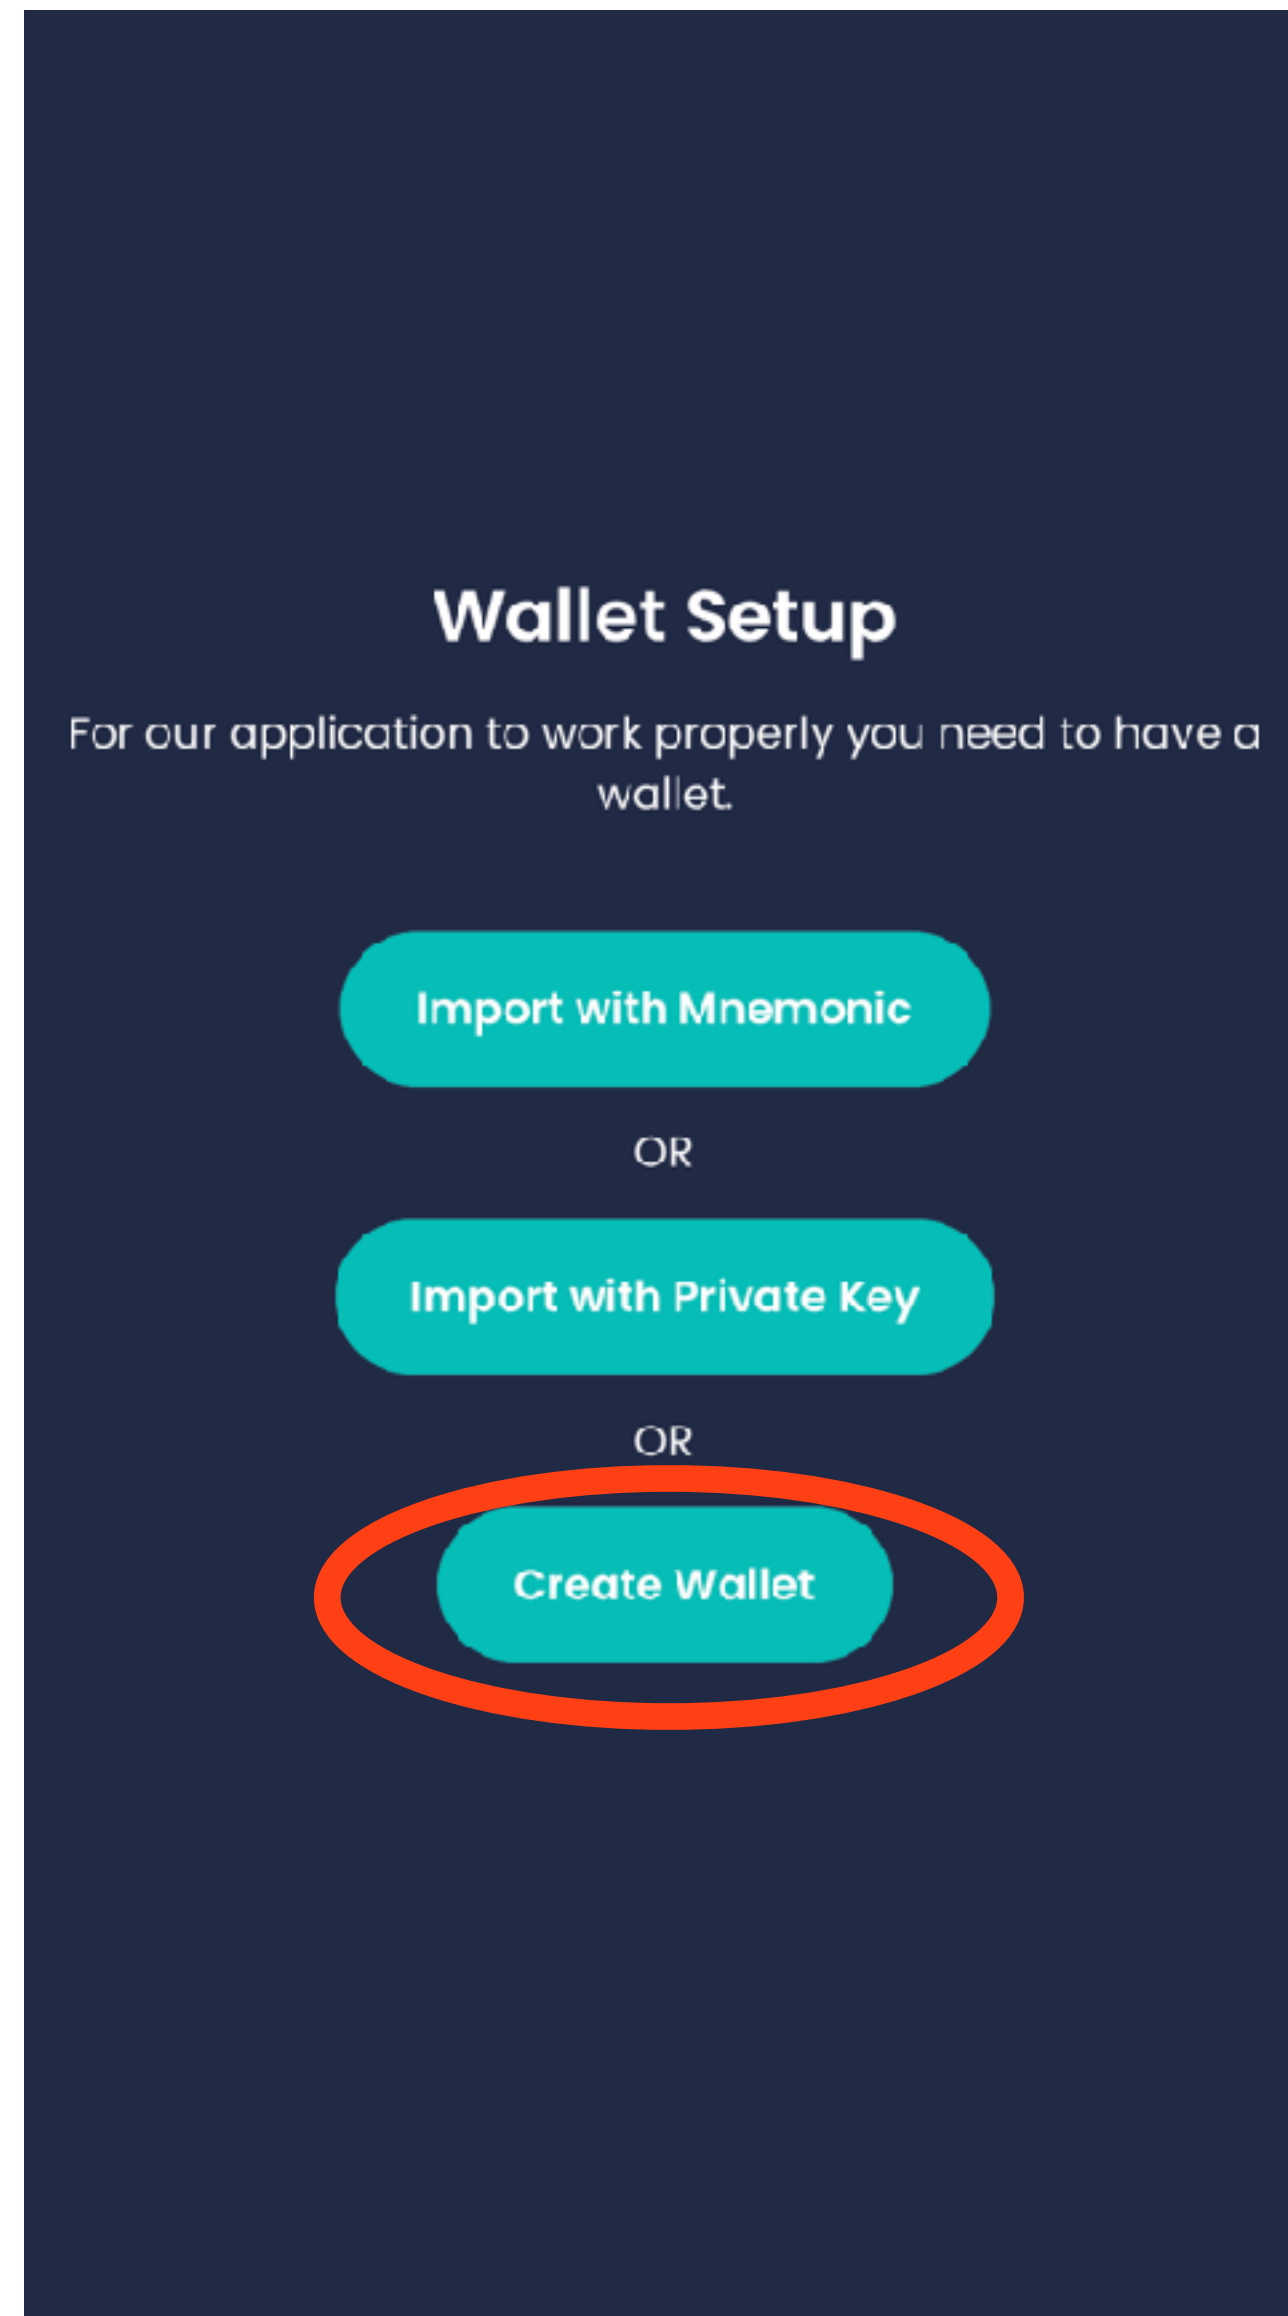 Wallet Setup
For our application to work properly you need to have a
wallet.
Import with Mnemonic
OR
Import with Private Key
OR
Create Wallet